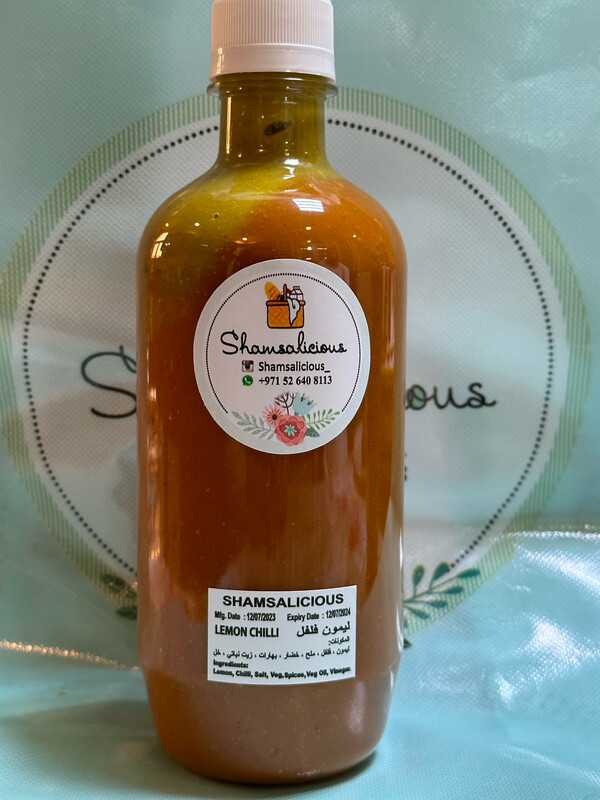 Shamsalicious
Shamsalicious_
+971 52 640 8113
S ious
SHAMSALICIOUS
Mfg. Date : 12/07/2023 Expiry Date : 12/07/2024
LEMON CHILLI ليمون فلفل
المكونات:
ليمون ، فلفل ، ملح ، خضار ، بهارات ، زيت نباتي ، خل
Ingredients:
Lemon, Chilli, Salt, Veg,Spices,Veg Oil, Vinegar.